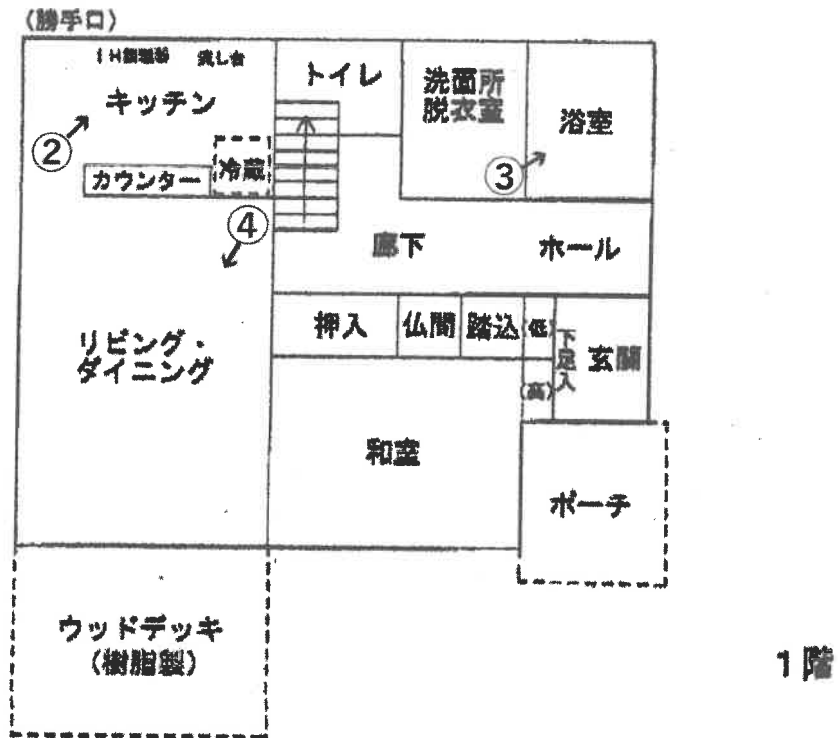 (勝手口)
IH調理器 流し台
キッチン
トイレ
洗面所
脱衣室
浴室
②
③
冷蔵
カウンター
④
廊下
ホール
押入
仏間
踏込
(低)
下足入
玄関
(高)
リビング・
ダイニング
和室
ポーチ
ウッドデッキ
(樹脂製)
1階